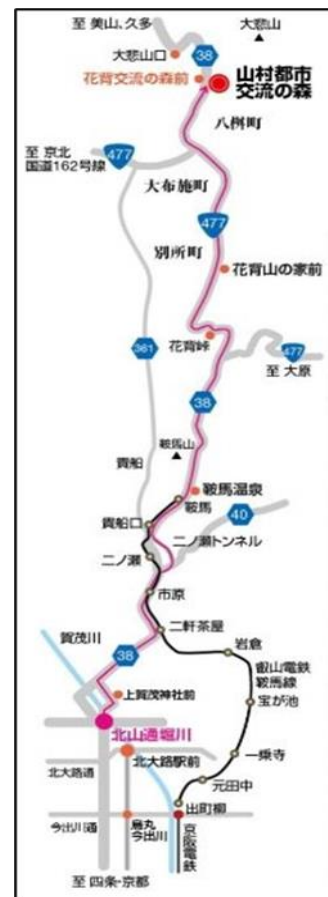 至 美山、久多
大悲山
大悲山口
38
花背交流の森前
山村都市
交流の森
八桝町
至 京北
国道162号線
477
大布施町
477
別所町
花背山の家前
花背峠
361
477
至 大原
38
鞍馬山
貴船
鞍馬温泉
鞍馬
貴船口
40
二ノ瀬トンネル
二ノ瀬
市原
賀茂川
二軒茶屋
38
岩倉
叡山電鉄
鞍馬線
上賀茂神社前
宝が池
北山通堀川
北大路駅前
一乗寺
北大路通
元田中
出町柳
今出川通
烏丸
今出川
京阪電鉄
至 四条・京都